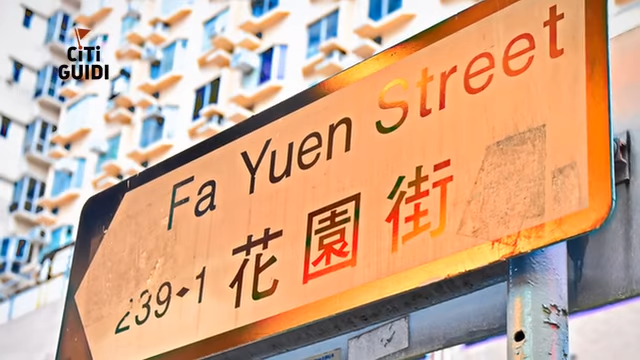 CiTi
GUIDI
Fa Yuen Street
花園街
239-1